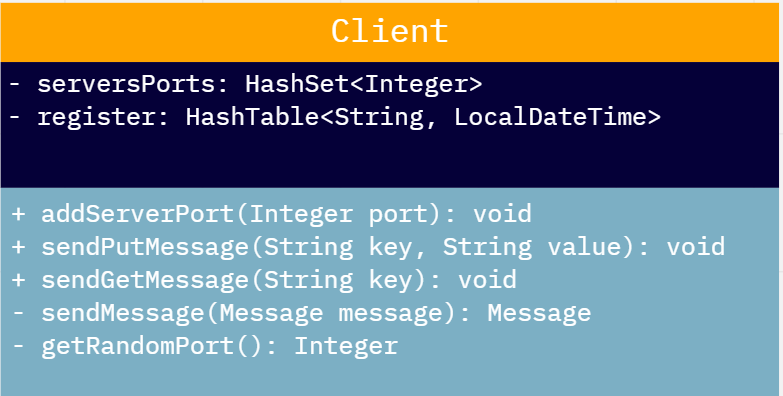 Client
- serversPorts: HashSet<Integer>
- register: HashTable<String, LocalDateTime>
+ addServerPort(Integer port): void
+ sendPutMessage(String key, String value): void
+ sendGetMessage(String key): void
- sendMessage(Message message): Message
- getRandomPort(): Integer